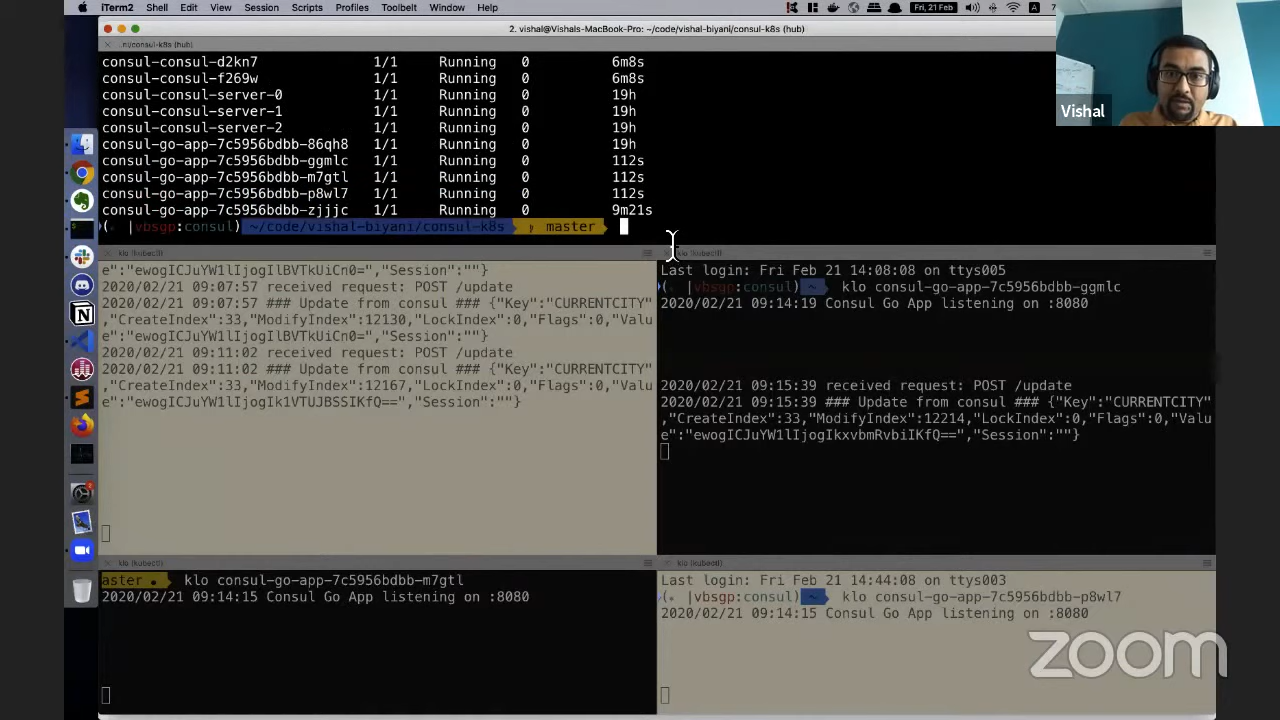 iTerm2 Shell Edit View Session Scripts Profiles Toolbelt Window Help Fri, 21 Feb
2. vishal@Vishals-MacBook-Pro: ~/code/vishal-biyani/consul-k8s (hub)
..ni/consul-k8s (hub)
consul-consul-d2kn7 1/1 Running 0 6m8s
consul-consul-f269w 1/1 Running 0 6m8s
consul-consul-server-0 1/1 Running 0 19h
consul-consul-server-1 1/1 Running 0 19h
consul-consul-server-2 1/1 Running 0 19h
consul-go-app-7c5956bdbb-86qh8 1/1 Running 0 19h
consul-go-app-7c5956bdbb-ggmlc 1/1 Running 0 112s
consul-go-app-7c5956bdbb-m7gtl 1/1 Running 0 112s
consul-go-app-7c5956bdbb-p8wl7 1/1 Running 0 112s
consul-go-app-7c5956bdbb-zjjjc 1/1 Running 0 9m21s
|vbsgp:consul) ~/code/vishal-biyani/consul-k8s master
Vishal
klo (kubectl)
e":"ewogICJuYW1lIjogIlBVTkUiCn0=","Session":""}
2020/02/21 09:07:57 received request: POST /update
2020/02/21 09:07:57 ### Update from consul ### {"Key":"CURRENTCITY"
,"CreateIndex":33,"ModifyIndex":12130,"LockIndex":0,"Flags":0,"Valu
e":"ewogICJuYW1lIjogIlBVTkUiCn0=","Session":""}
2020/02/21 09:11:02 received request: POST /update
2020/02/21 09:11:02 ### Update from consul ### {"Key":"CURRENTCITY"
,"CreateIndex":33,"ModifyIndex":12167,"LockIndex":0,"Flags":0,"Valu
e":"ewogICJuYW1lIjogIk1VTUJBSSIKfQ==","Session":""}
klo (kubectl)
Last login: Fri Feb 21 14:08:08 on ttys005
|vbsgp:consul) ~ klo consul-go-app-7c5956bdbb-ggmlc
2020/02/21 09:14:19 Consul Go App listening on :8080
2020/02/21 09:15:39 received request: POST /update
2020/02/21 09:15:39 ### Update from consul ### {"Key":"CURRENTCITY"
,"CreateIndex":33,"ModifyIndex":12214,"LockIndex":0,"Flags":0,"Valu
e":"ewogICJuYW1lIjogIkxvbmRvbiIKfQ==","Session":""}
klo (kubectl)
aster klo consul-go-app-7c5956bdbb-m7gtl
2020/02/21 09:14:15 Consul Go App listening on :8080
klo (kubectl)
Last login: Fri Feb 21 14:44:08 on ttys003
|vbsgp:consul) ~ klo consul-go-app-7c5956bdbb-p8wl7
2020/02/21 09:14:15 Consul Go App listening on :8080
zoom